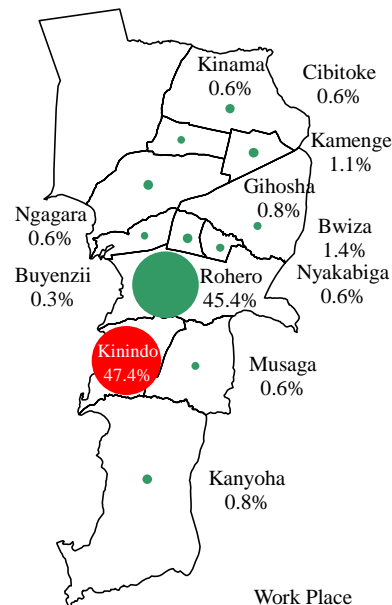 Kinama
0.6%
Cibitoke
0.6%
Kamenge
1.1%
Gihosha
0.8%
Ngagara
0.6%
Bwiza
1.4%
Buyenzii
0.3%
Rohero
45.4%
Nyakabiga
0.6%
Kinindo
47.4%
Musaga
0.6%
Kanyoha
0.8%
Work Place